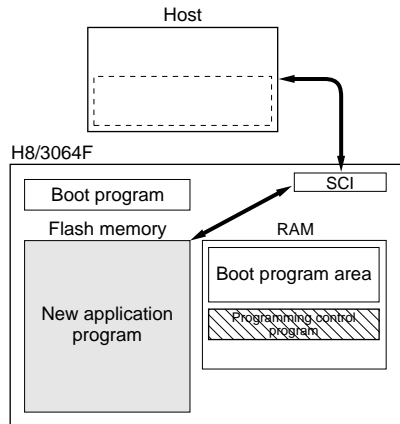 Host
H8/3064F
SCI
Boot program
Flash memory
RAM
Boot program area
New application
program
Programming control
program